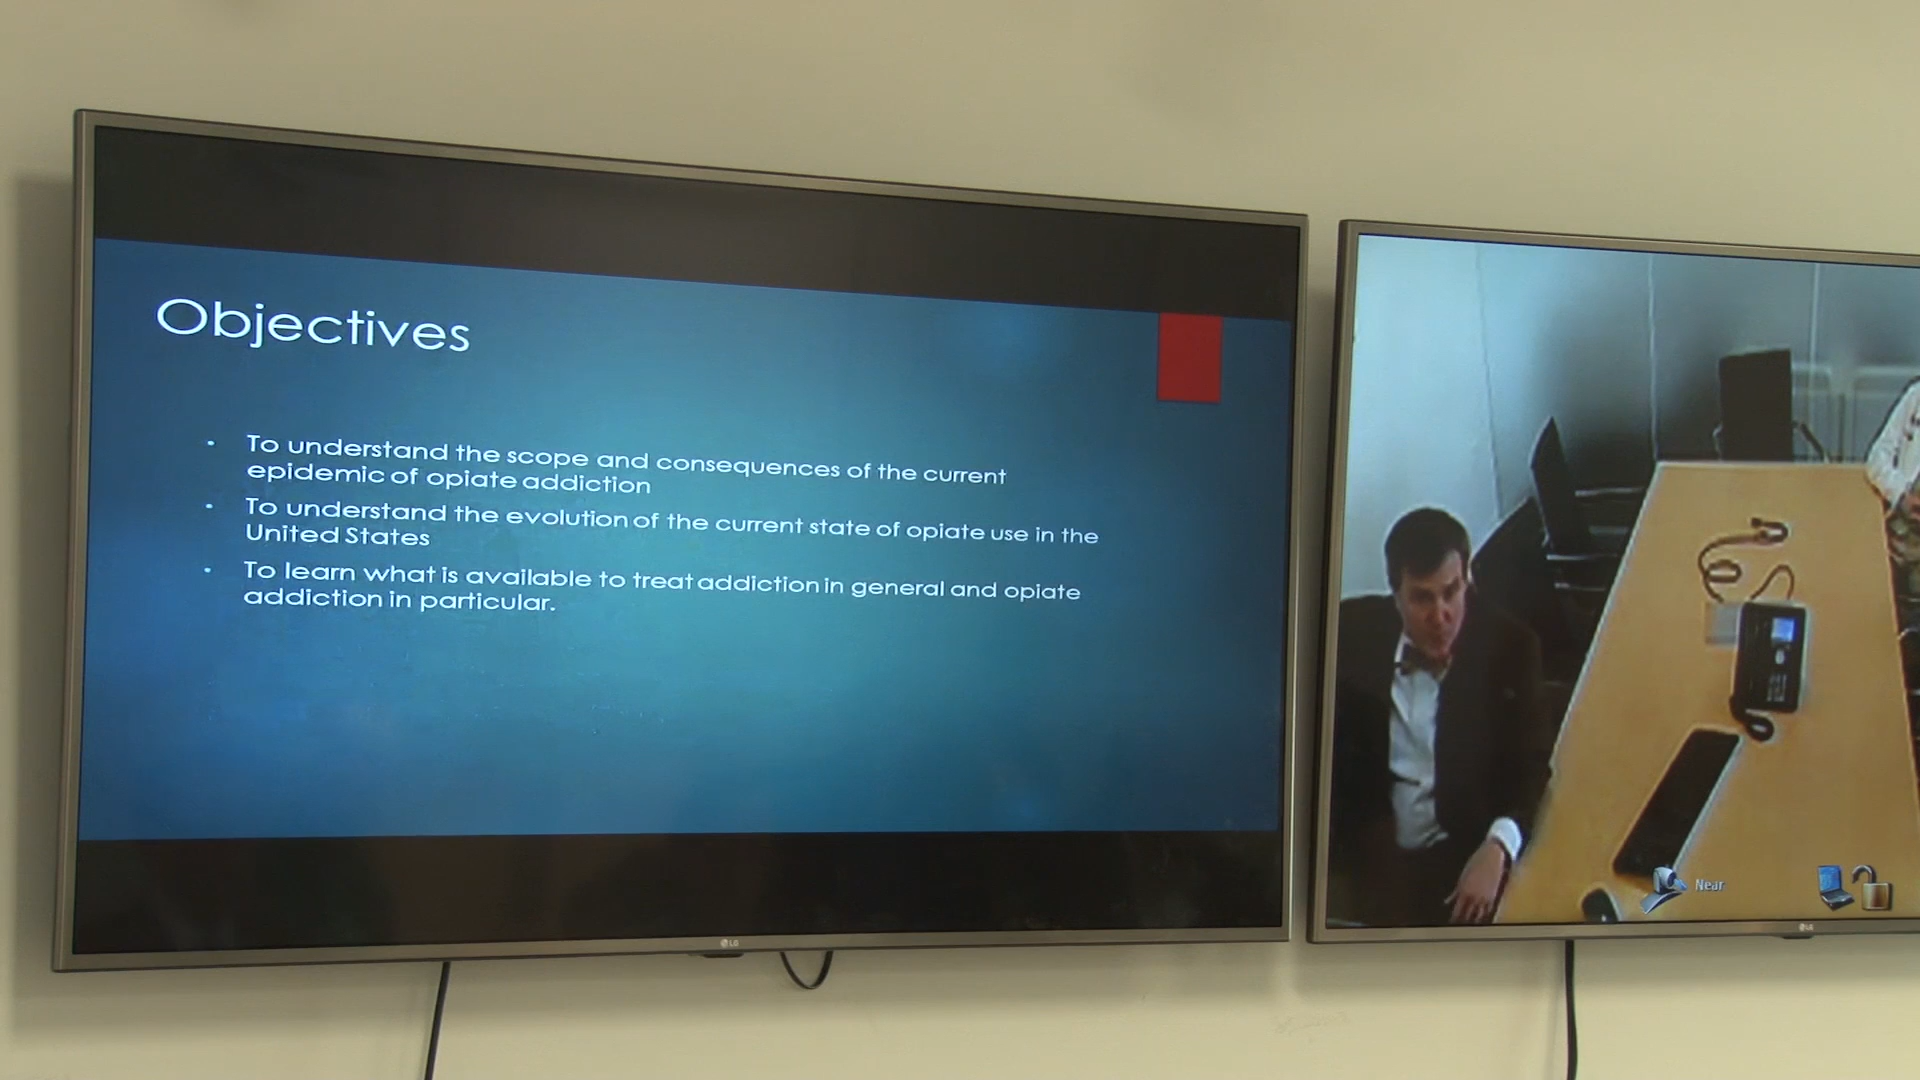 Objectives
• To understand the scope and consequences of the current
epidemic of opiate addiction
• To understand the evolution of the current state of opiate use in the
United States
• To learn what is available to treat addiction in general and opiate
addiction in particular.
LG
Near
LG